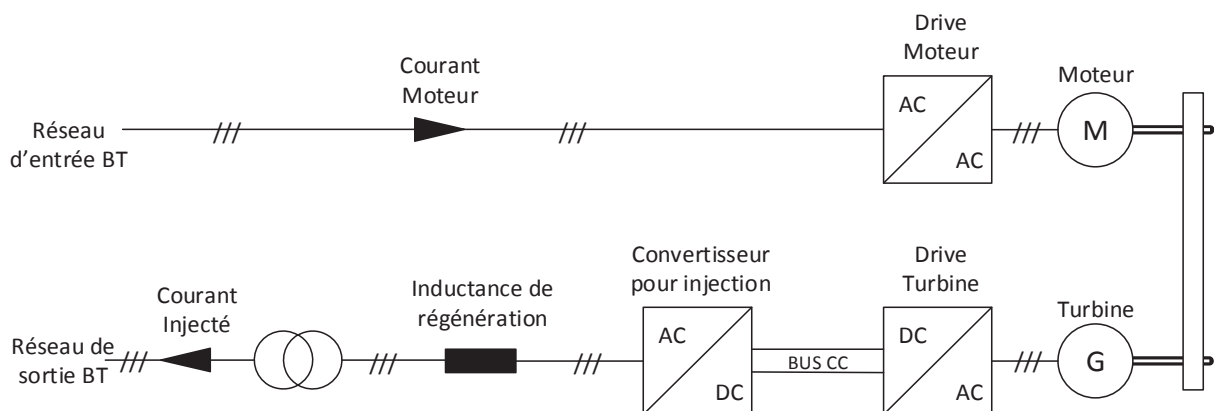 Drive
Moteur
Courant
Moteur
Moteur
Réseau
d'entrée BT
AC
AC
M
Convertisseur
pour injection
Drive
Turbine
Inductance de
régénération
Courant
Injecté
Turbine
Réseau de
sortie BT
AC
DC
BUS CC
DC
AC
G